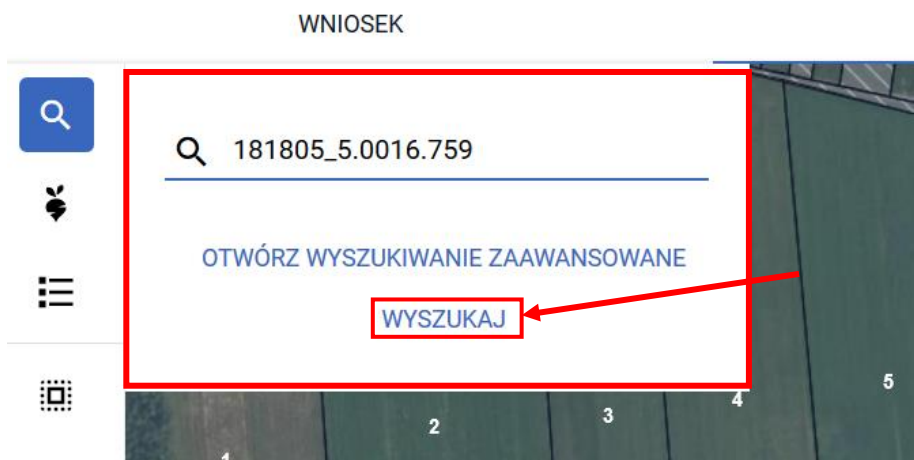 WNIOSEK
181805_5.0016.759
OTWÓRZ WYSZUKIWANIE ZAAWANSOWANE
WYSZUKAJ
5
4
3
2
1